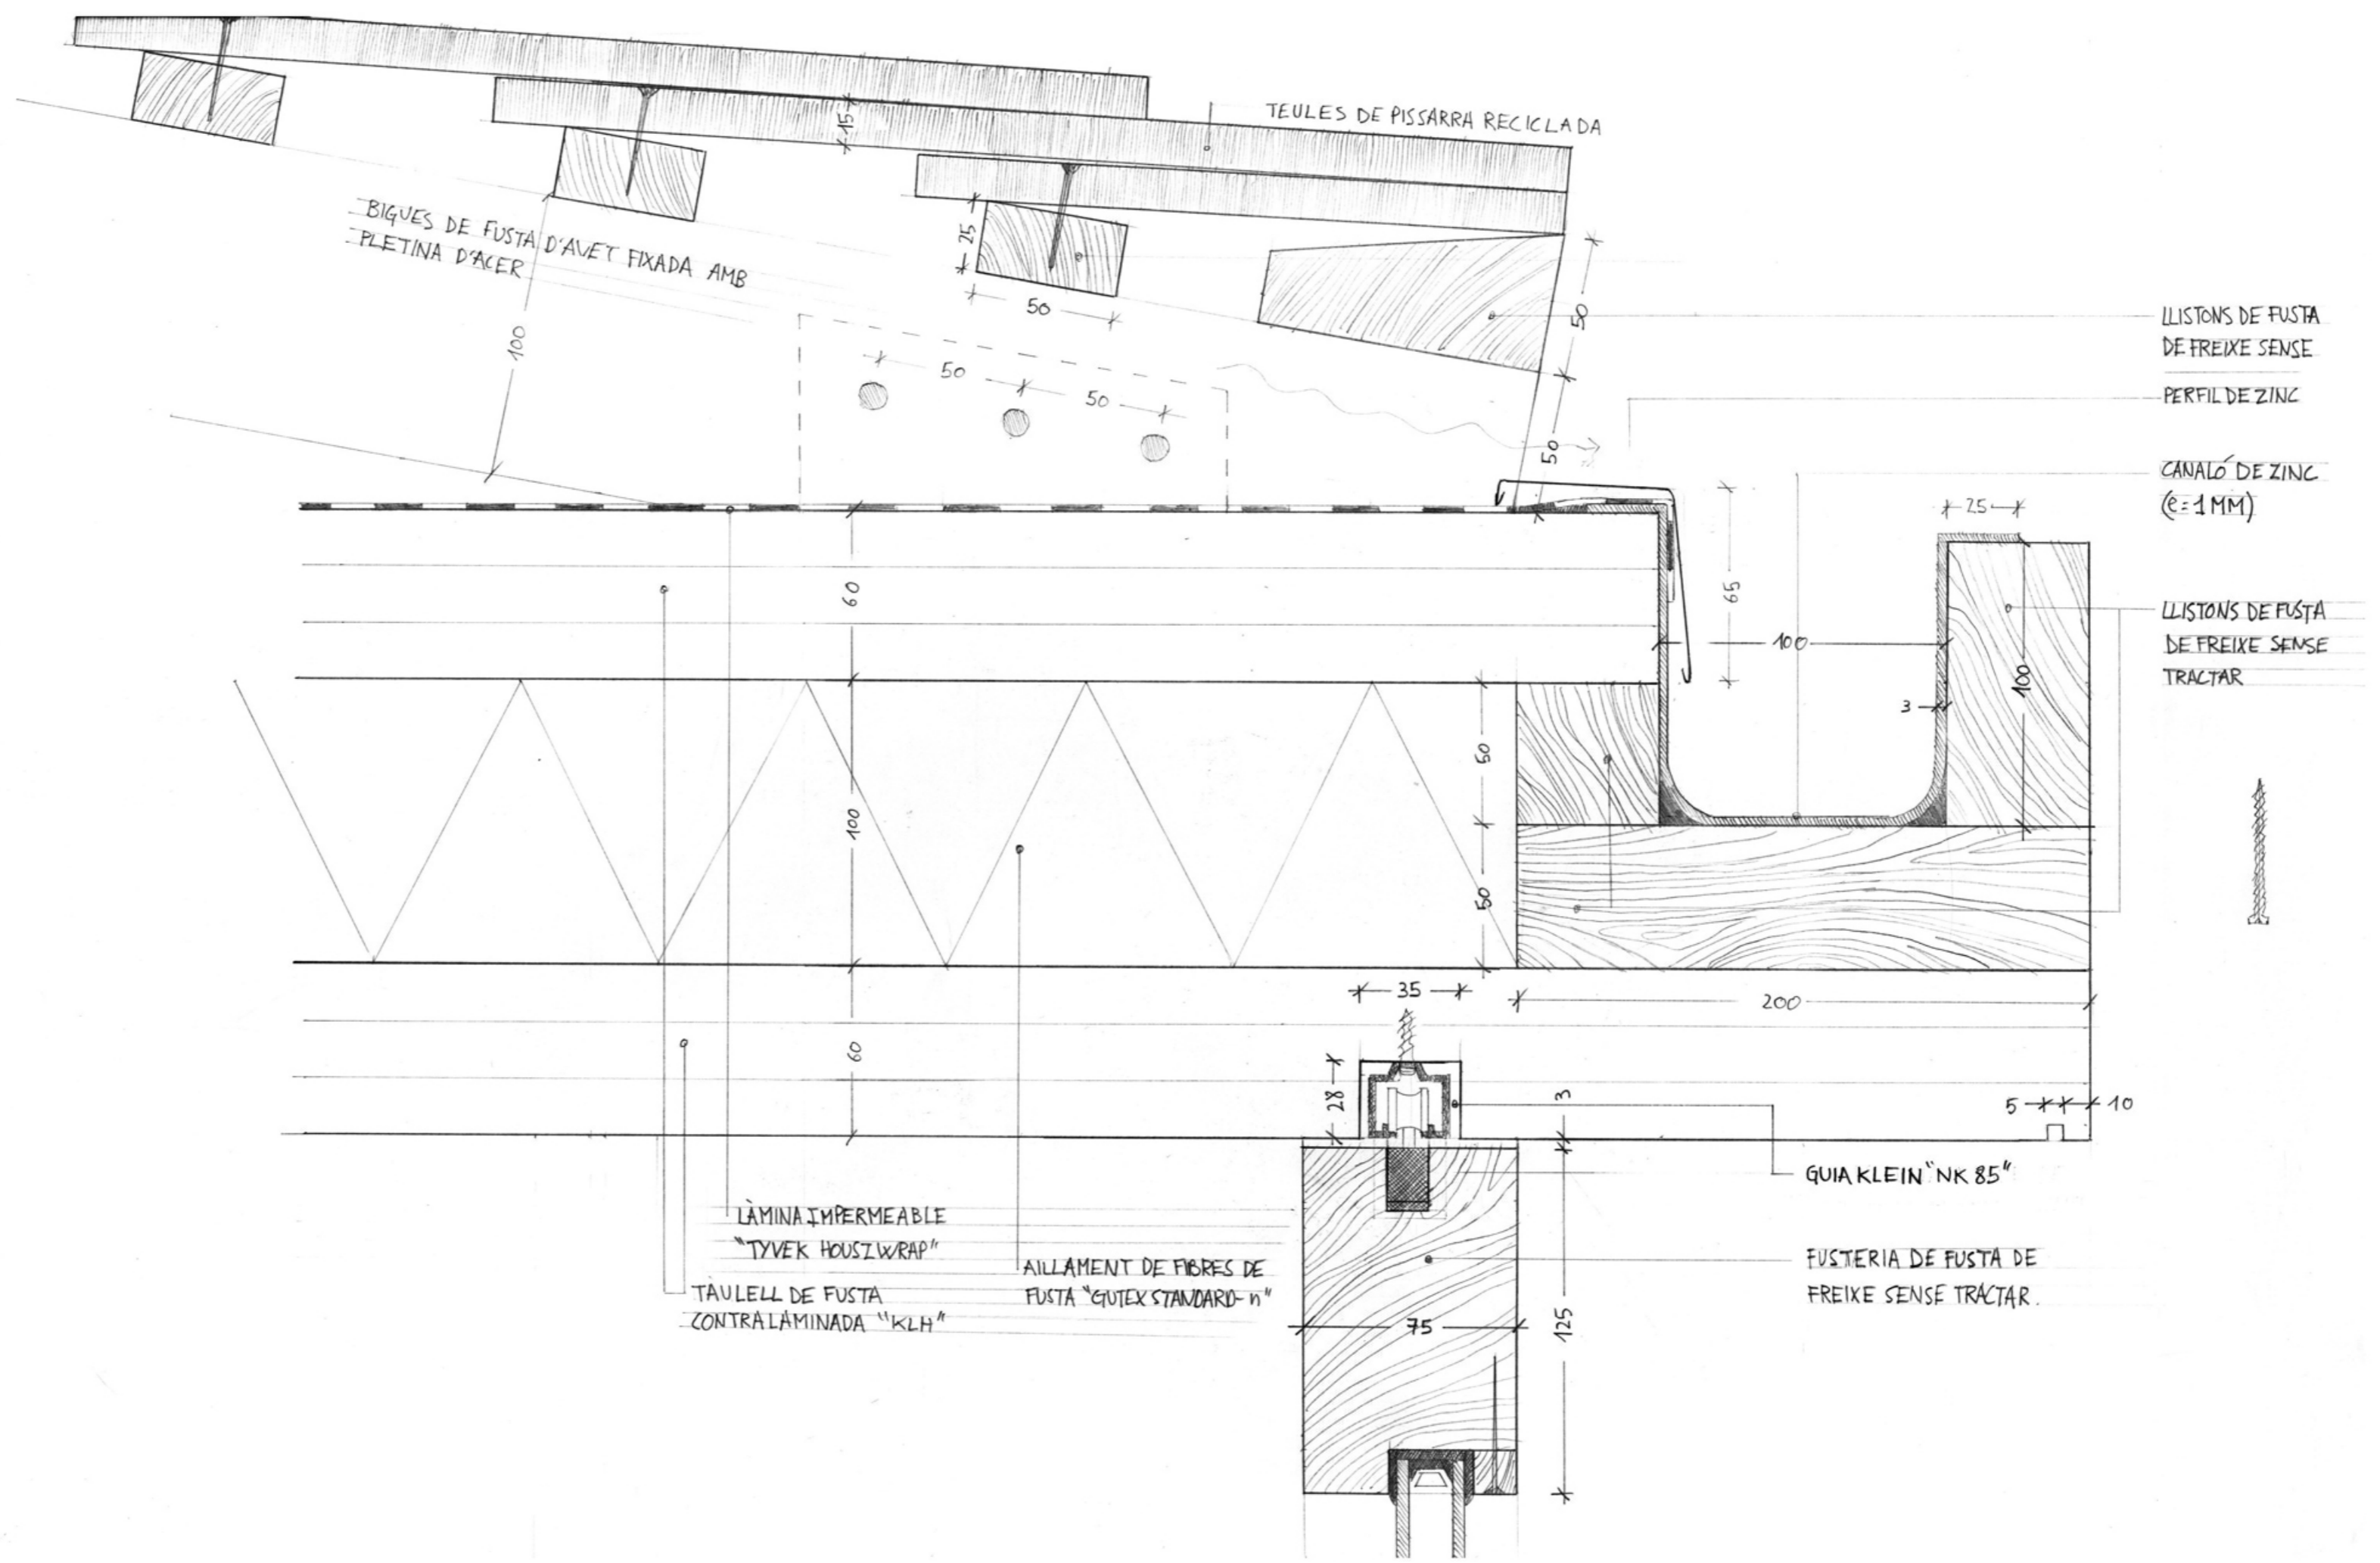 TEULES DE PISSARRA RECICLADA
15
BIGUES DE FUSTA D'AVET FIXADA AMB
PLETINA D'ACER
100
25
50
50
50
50
50
LLISTONS DE FUSTA
DE FREIXE SENSE
PERFIL DE ZINC
CANALÓ DE ZINC
(e=1MM)
25
LLISTONS DE FUSTA
DE FREIXE SENSE
TRACTAR
60
65
100
100
3
50
100
50
35
200
60
28
3
5
10
GUIA KLEIN "NK 85"
LÀMINA IMPERMEABLE
"TYVEK HOUSZWRAP"
AILLAMENT DE FIBRES DE
FUSTA "GUTEX STANDARD-n"
TAULELL DE FUSTA
CONTRALAMINADA "KLH"
FUSTERIA DE FUSTA DE
FREIXE SENSE TRACTAR.
75
125